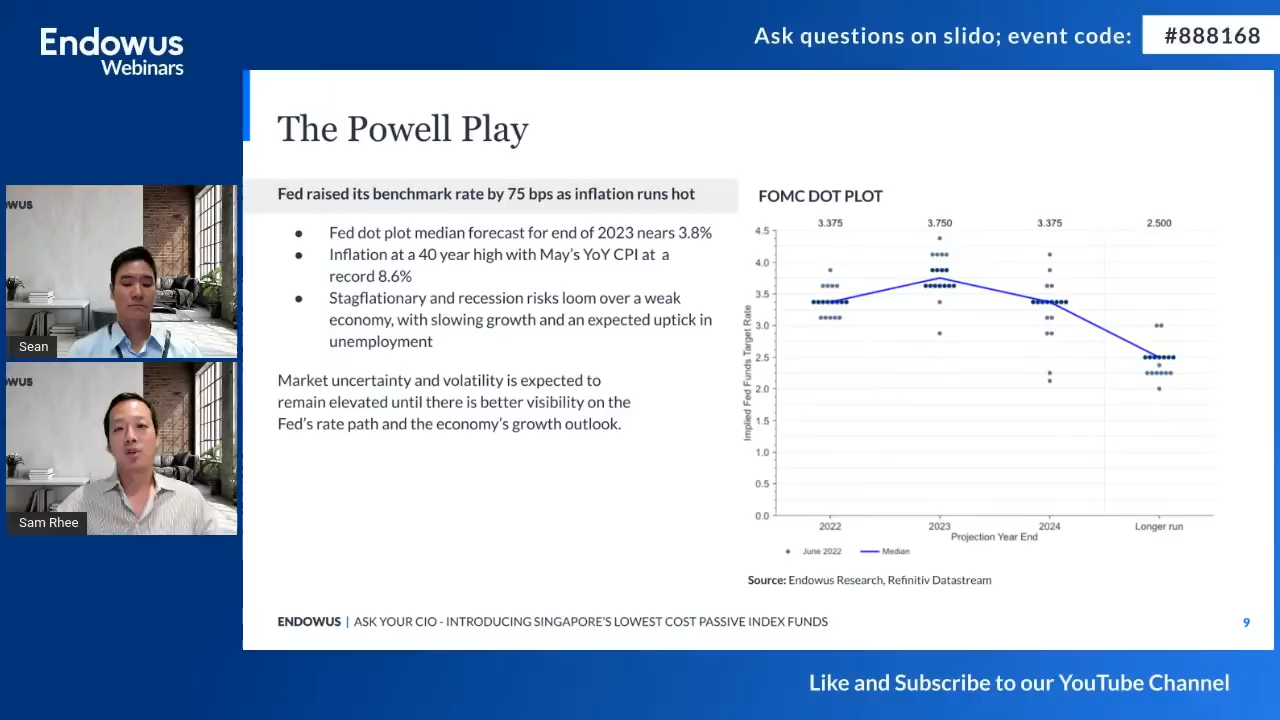 Endowus
Webinars
Ask questions on slido; event code: #888168
The Powell Play
Fed raised its benchmark rate by 75 bps as inflation runs hot
● Fed dot plot median forecast for end of 2023 nears 3.8%
● Inflation at a 40 year high with May's YoY CPI at a
record 8.6%
● Stagflationary and recession risks loom over a weak
economy, with slowing growth and an expected uptick in
unemployment
Market uncertainty and volatility is expected to
remain elevated until there is better visibility on the
Fed's rate path and the economy's growth outlook.
FOMC DOT PLOT
3.375 3.750 3.375 2.500
4.5
4.0
3.5
3.0
2.5
2.0
1.5
1.0
0.5
0.0
Implied Fed Funds Target Rate
2022 2023 2024 Longer run
Projection Year End
June 2022 Median
Source: Endowus Research, Refinitiv Datastream
ENDOWUS | ASK YOUR CIO - INTRODUCING SINGAPORE'S LOWEST COST PASSIVE INDEX FUNDS
9
wus
Sean
wus
Sam Rhee
Like and Subscribe to our YouTube Channel